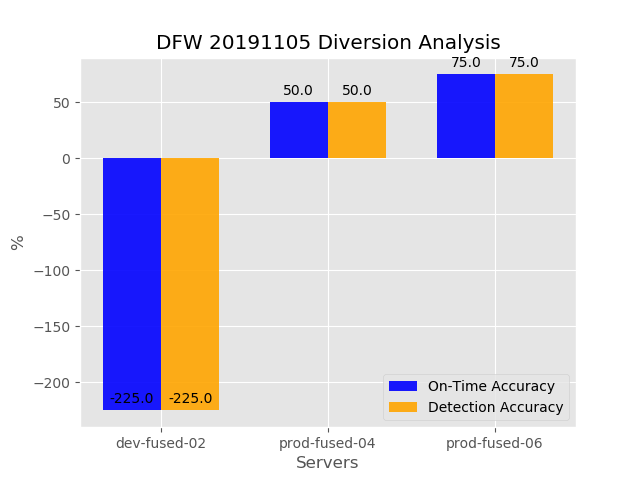 DFW 20191105 Diversion Analysis
75.0 75.0
50.0 50.0
50
0
−50
−100
−150
−200
%
-225.0 -225.0
On-Time Accuracy
Detection Accuracy
dev-fused-02 prod-fused-04 prod-fused-06
Servers